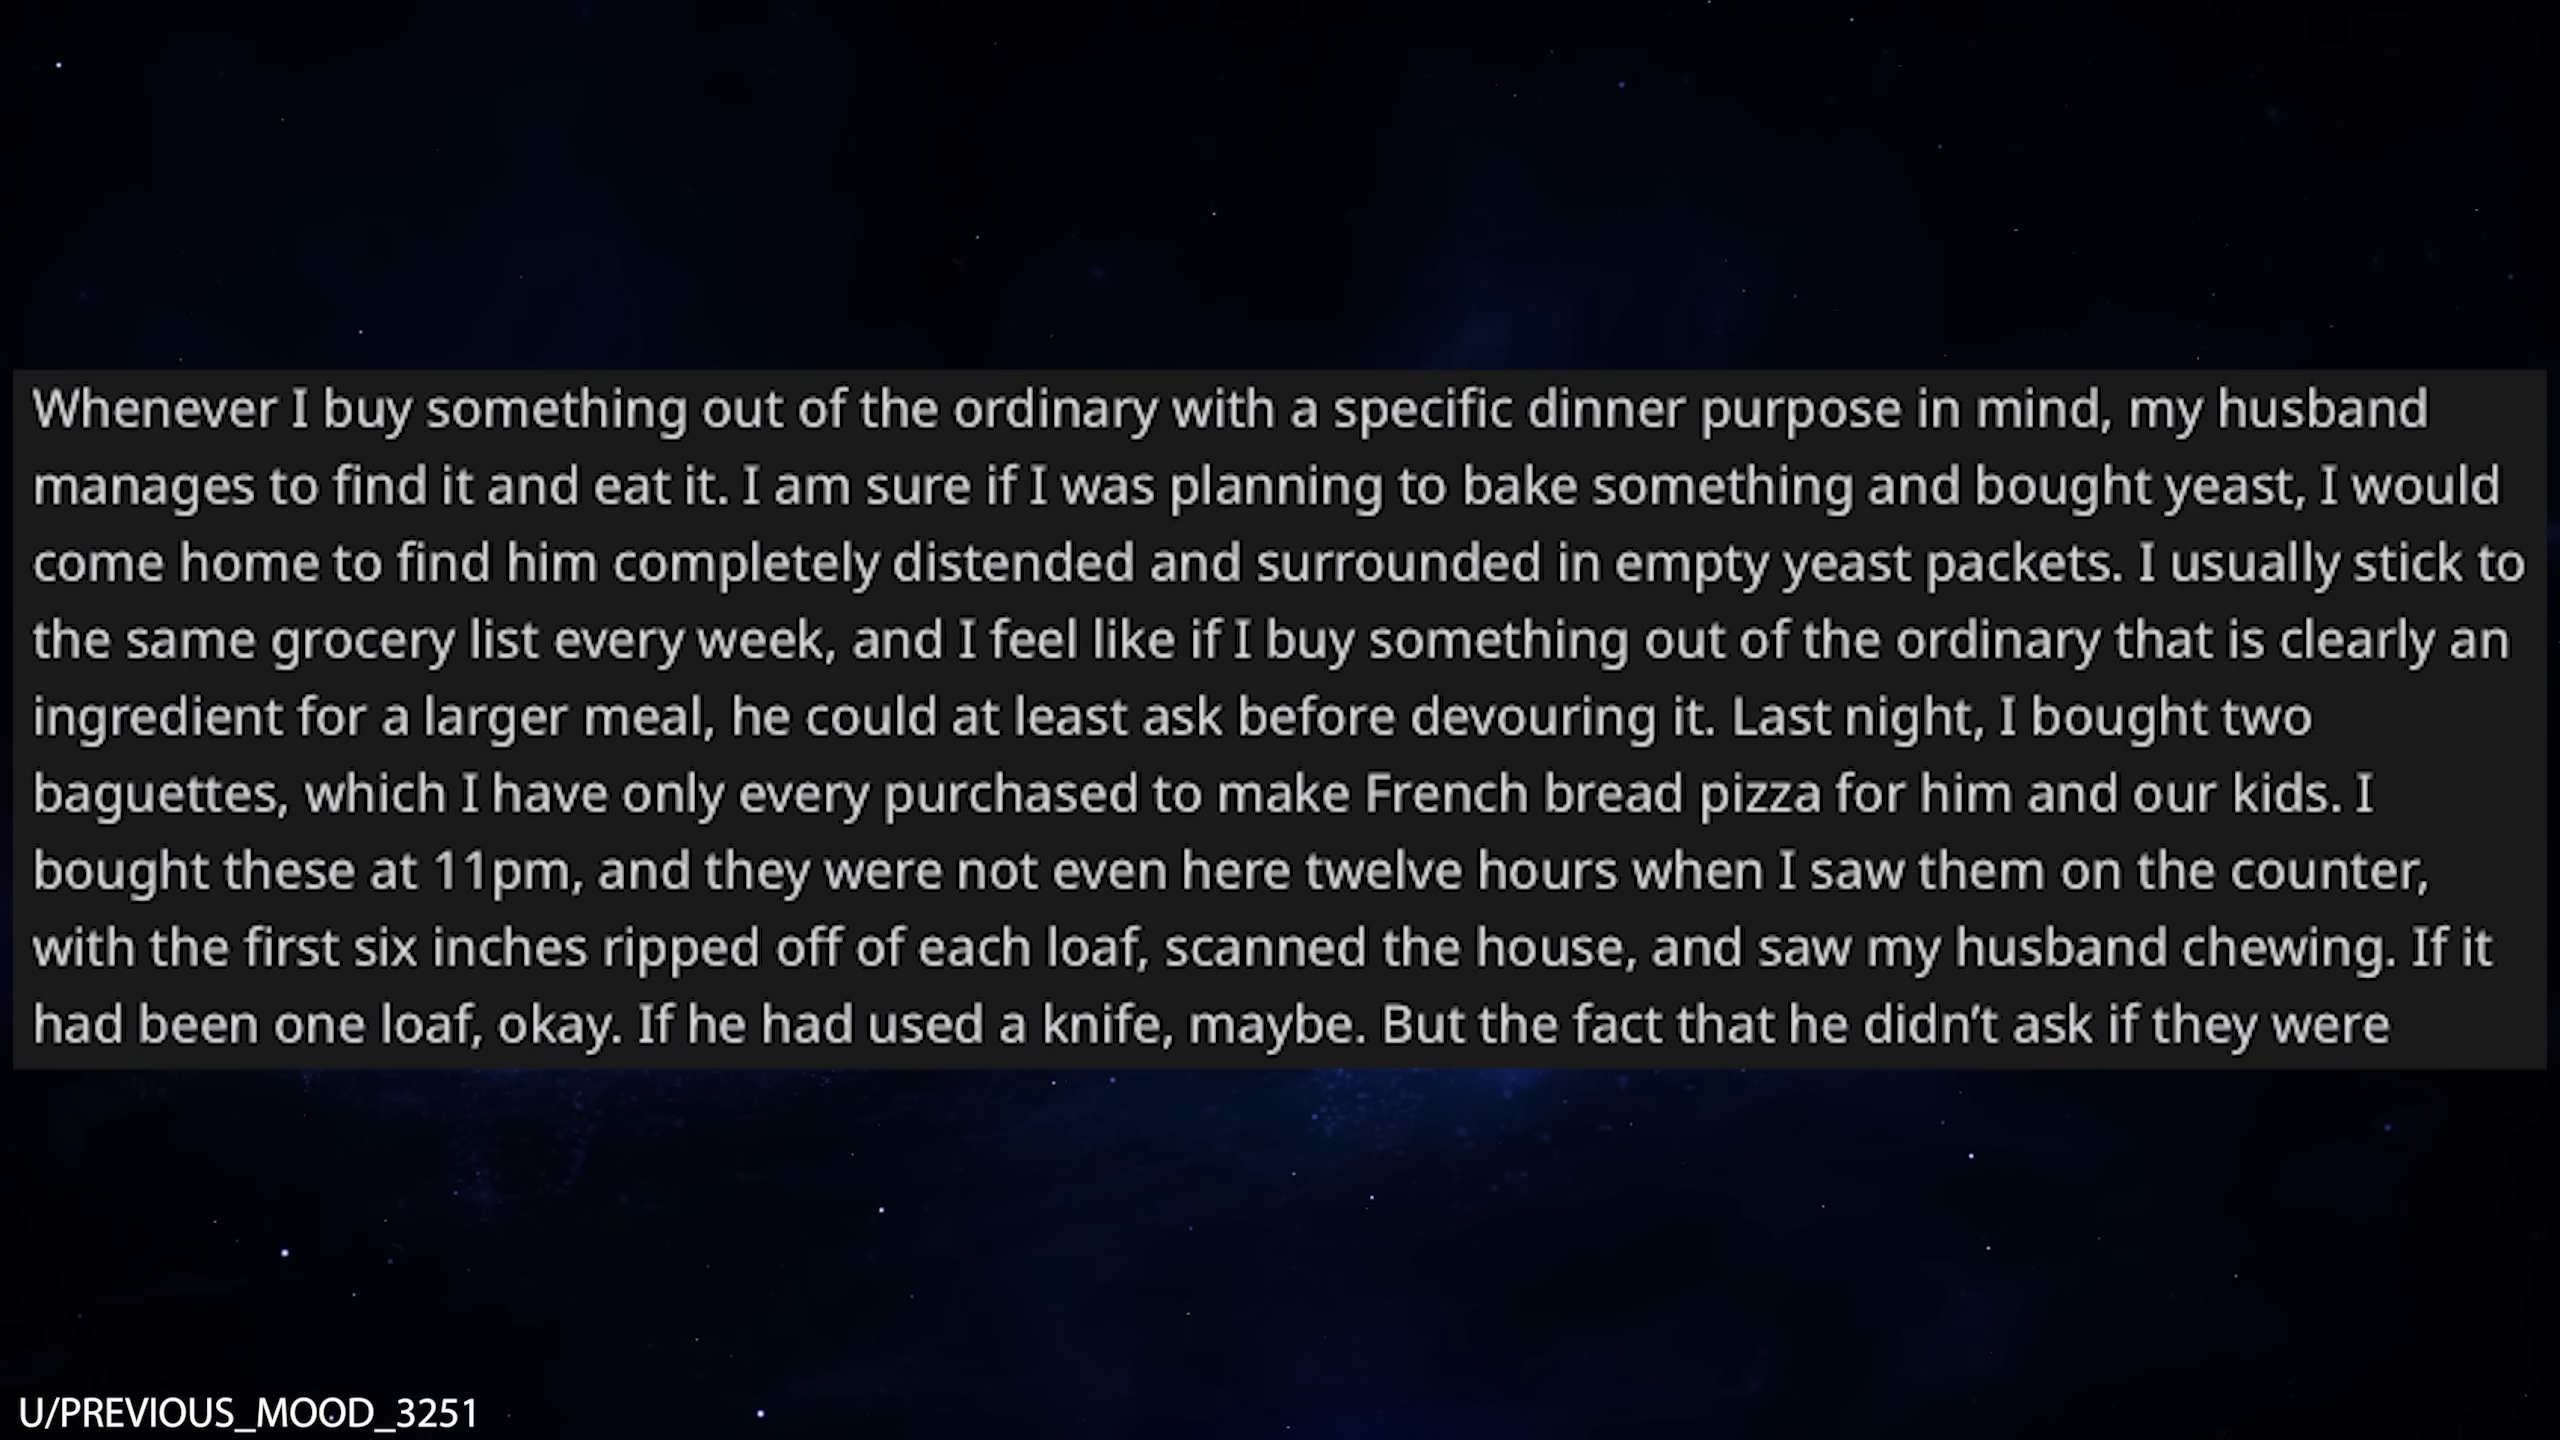 Whenever I buy something out of the ordinary with a specific dinner purpose in mind, my husband
manages to find it and eat it. I am sure if I was planning to bake something and bought yeast, I would
come home to find him completely distended and surrounded in empty yeast packets. I usually stick to
the same grocery list every week, and I feel like if I buy something out of the ordinary that is clearly an
ingredient for a larger meal, he could at least ask before devouring it. Last night, I bought two
baguettes, which I have only every purchased to make French bread pizza for him and our kids. I
bought these at 11pm, and they were not even here twelve hours when I saw them on the counter,
with the first six inches ripped off of each loaf, scanned the house, and saw my husband chewing. If it
had been one loaf, okay. If he had used a knife, maybe. But the fact that he didn’t ask if they were
U/PREVIOUS_MOOD_3251